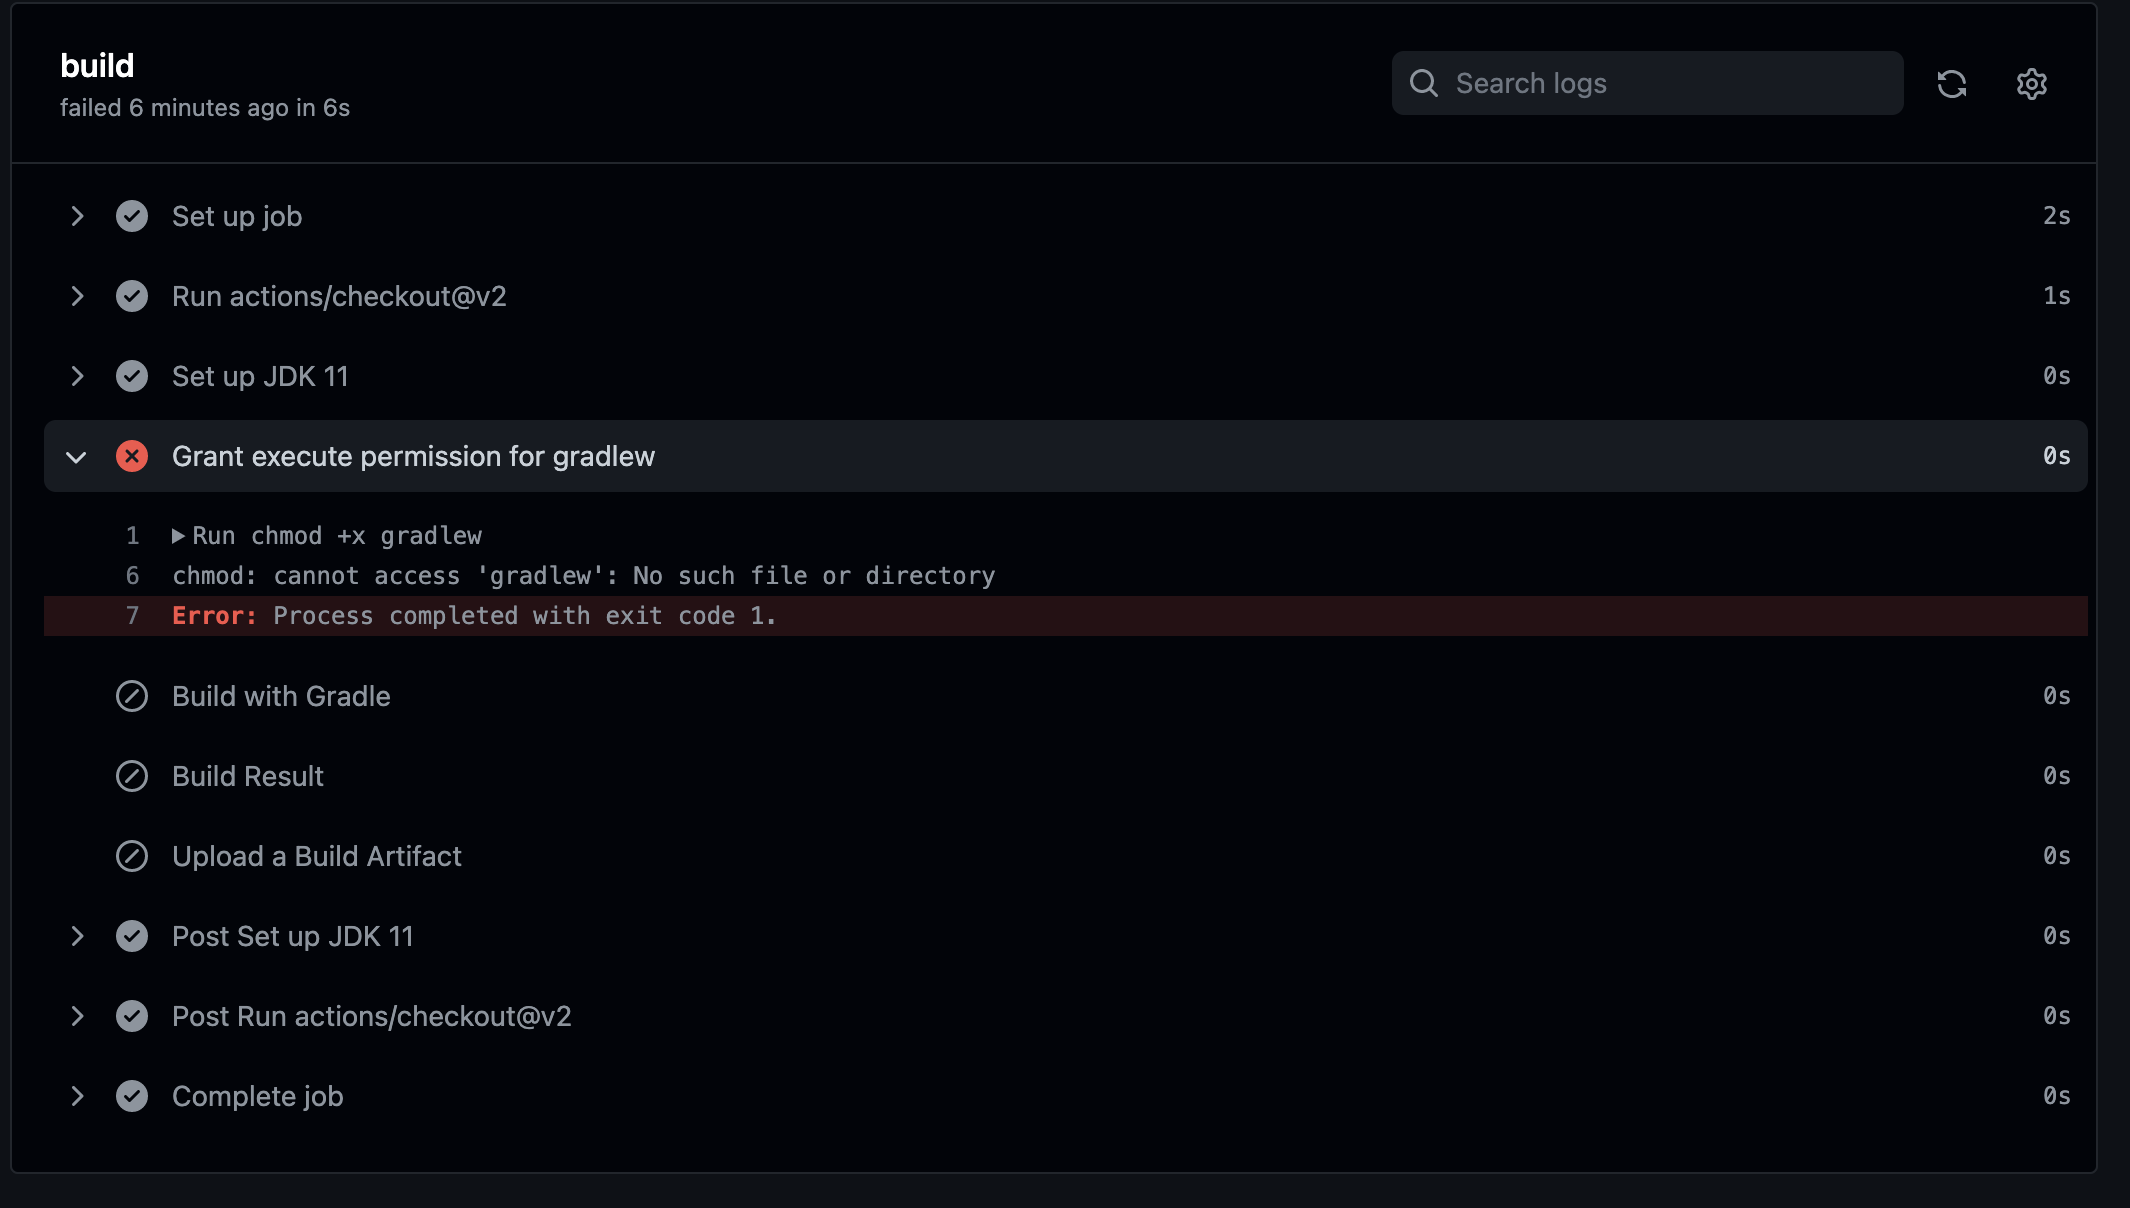 build
failed 6 minutes ago in 6s
Search logs
Set up job 2s
Run actions/checkout@v2 1s
Set up JDK 11 0s
Grant execute permission for gradlew 0s
1 Run chmod +x gradlew
6 chmod: cannot access 'gradlew': No such file or directory
7 Error: Process completed with exit code 1.
Build with Gradle 0s
Build Result 0s
Upload a Build Artifact 0s
Post Set up JDK 11 0s
Post Run actions/checkout@v2 0s
Complete job 0s